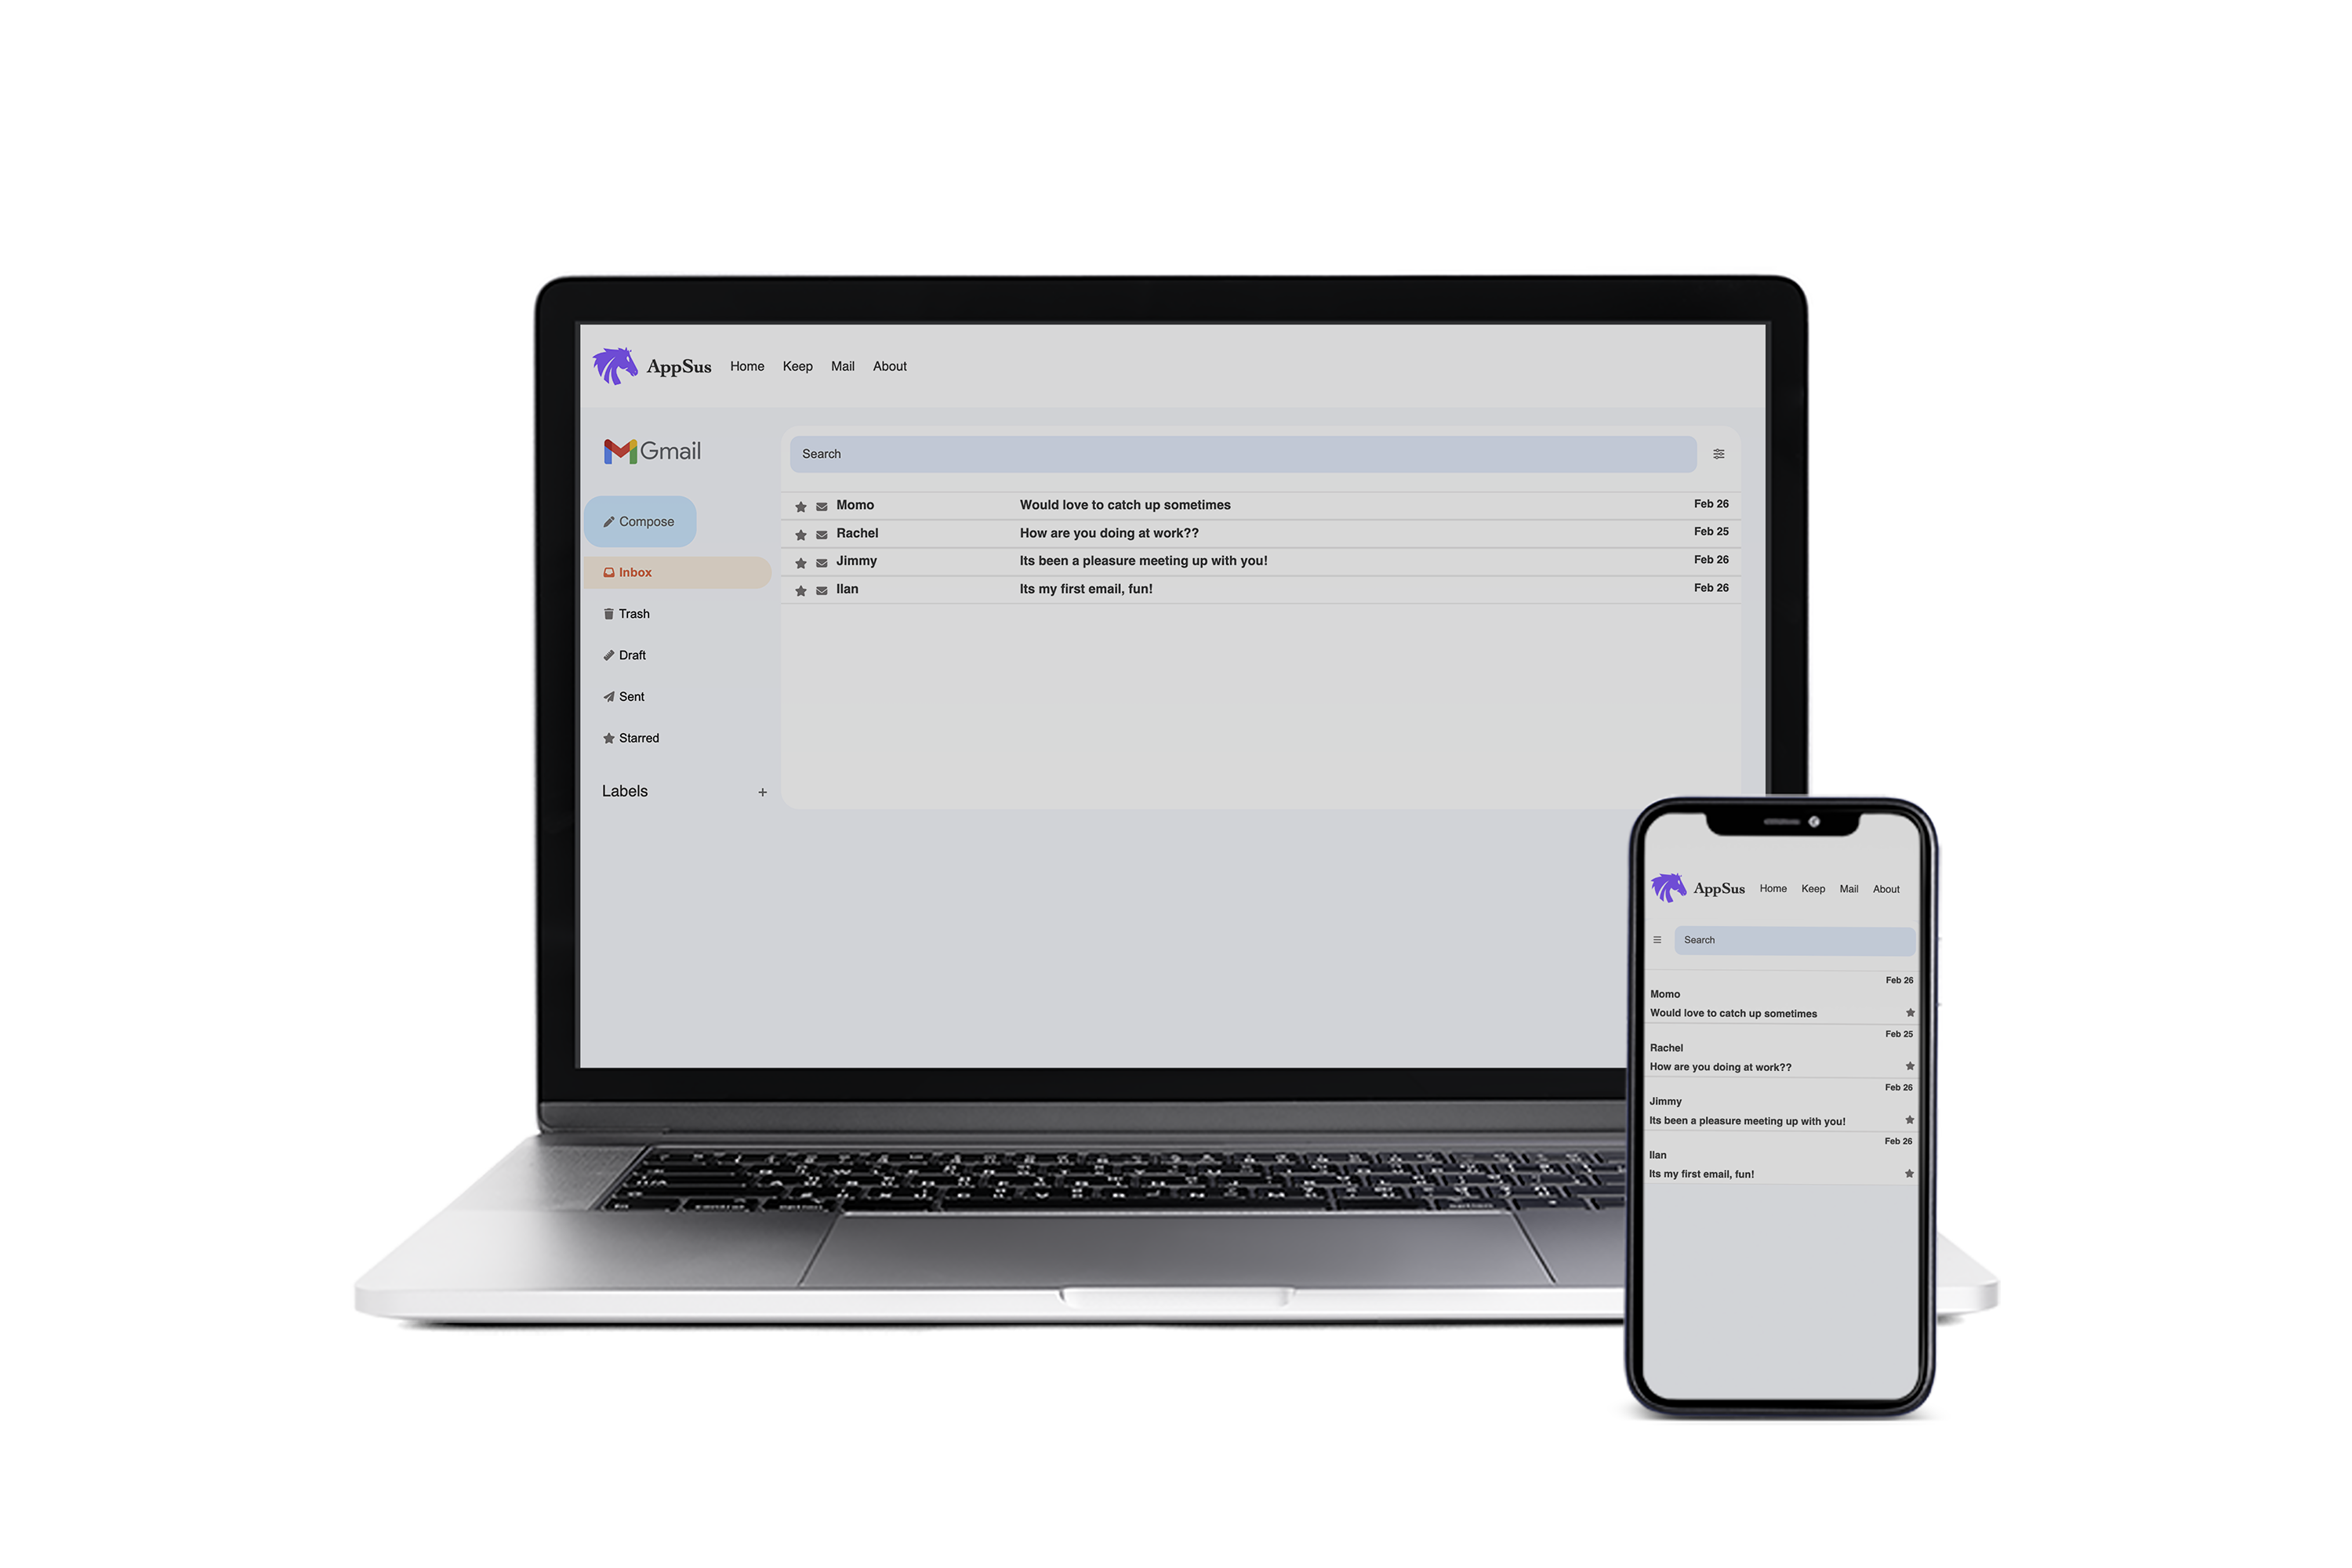 AppSus Home Keep Mail About
Gmail
Search
Compose
Momo Would love to catch up sometimes Feb 26
Rachel How are you doing at work?? Feb 25
Jimmy Its been a pleasure meeting up with you! Feb 26
Ilan Its my first email, fun! Feb 26
Inbox
Trash
Draft
Sent
Starred
Labels +
AppSus Home Keep Mail About
Search
Feb 26
Momo
Would love to catch up sometimes
Feb 25
Rachel
How are you doing at work??
Feb 26
Jimmy
Its been a pleasure meeting up with you!
Feb 26
Ilan
Its my first email, fun!